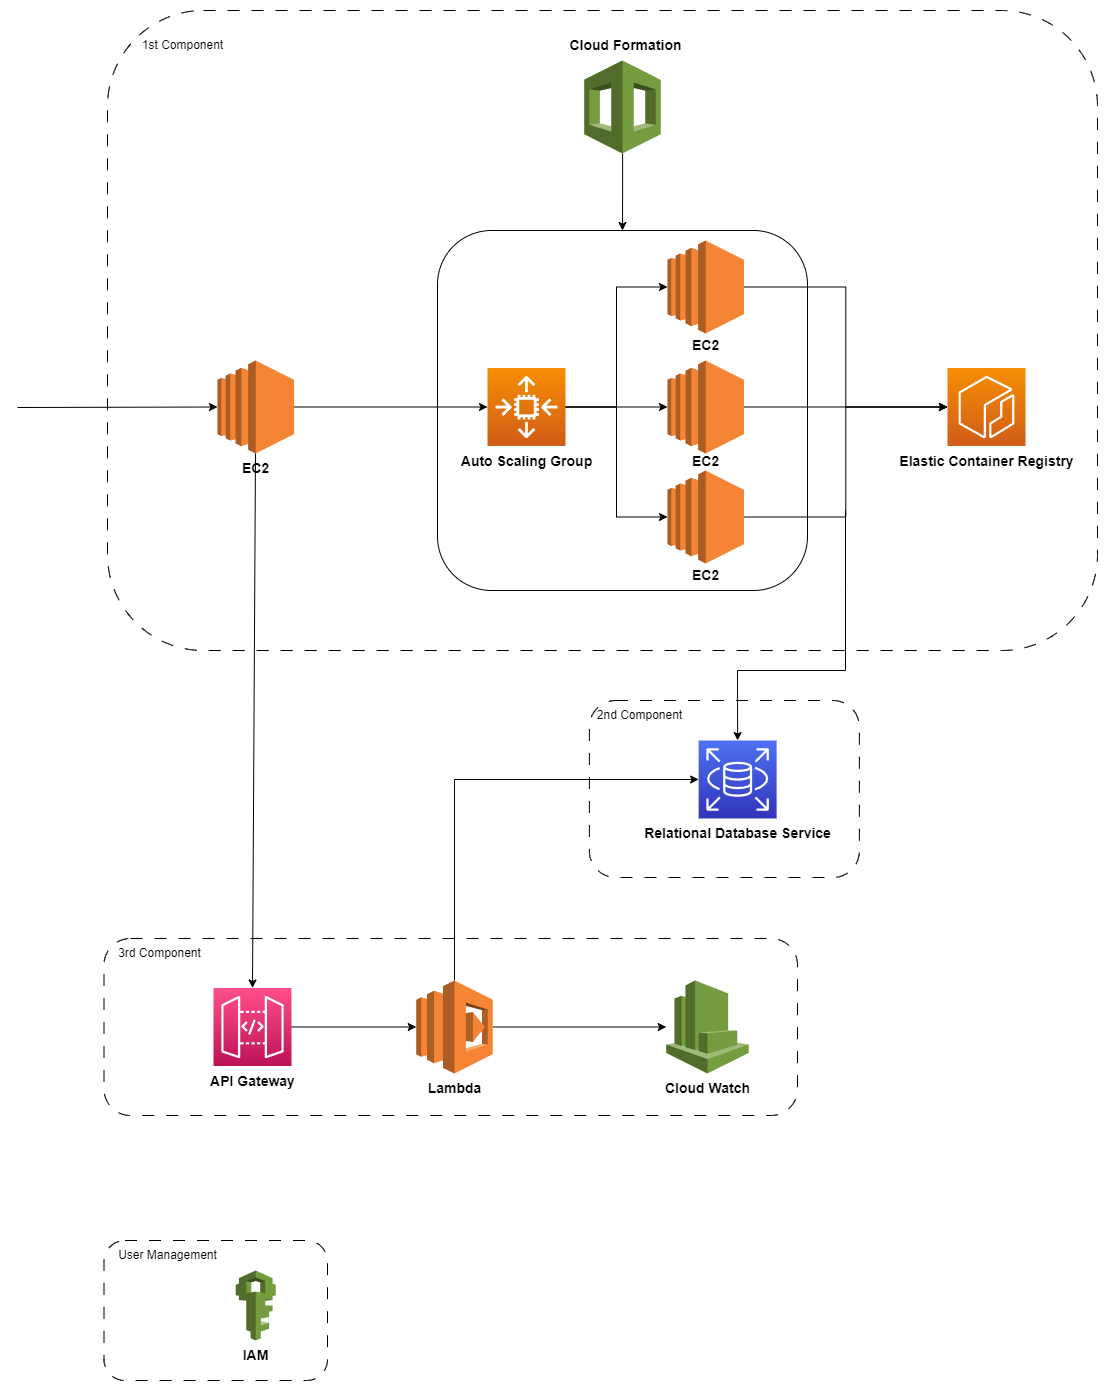 1st Component
Cloud Formation
EC2
EC2
Auto Scaling Group
EC2
Elastic Container Registry
EC2
EC2
2nd Component
Relational Database Service
3rd Component
API Gateway
Lambda
Cloud Watch
User Management
IAM